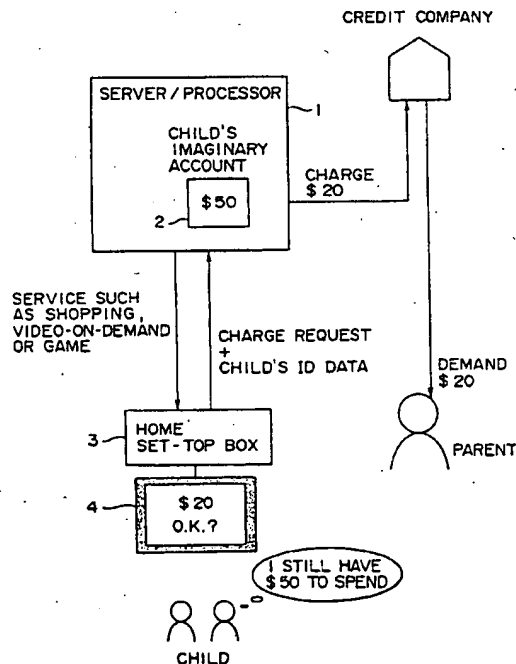 CREDIT COMPANY
SERVER/PROCESSOR
1
CHILD'S
IMAGINARY
ACCOUNT
2
$50
CHARGE
$20
SERVICE SUCH
AS SHOPPING,
VIDEO-ON-DEMAND
OR GAME
CHARGE REQUEST
+
CHILD'S ID DATA
DEMAND
$20
3
HOME
SET-TOP BOX
PARENT
4
$20
O.K.?
I STILL HAVE
$50 TO SPEND
CHILD